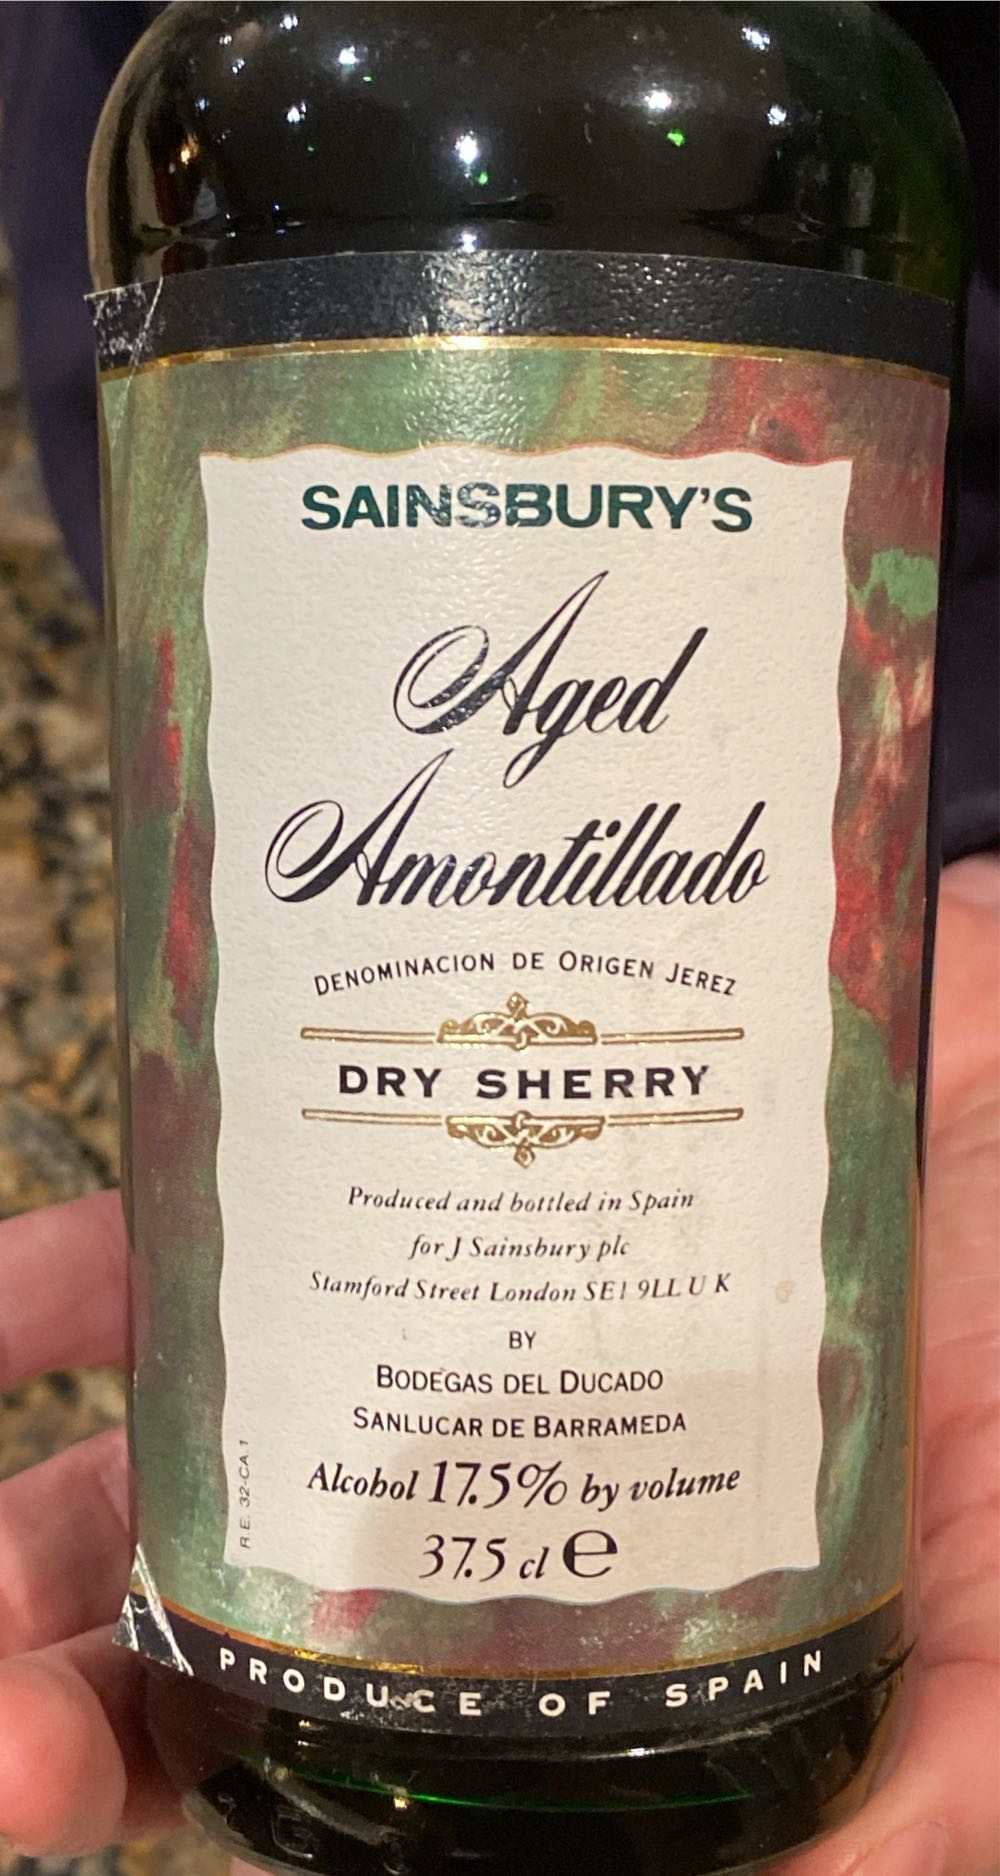 SAINSBURY'S
Aged
Amontillado
DENOMINACION DE ORIGEN JEREZ
DRY SHERRY
Produced and bottled in Spain
for J Sainsbury plc
Stamford Street London SE1 9LL U K
BY
BODEGAS DEL DUCADO
SANLUCAR DE BARRAMEDA
Alcohol 17.5% by volume
37.5 cl e
R.E. 32-CA.1
PRODUCE OF SPAIN